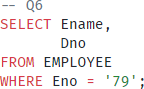 -- Q6
SELECT Ename,
       Dno
FROM EMPLOYEE
WHERE Eno = '79';